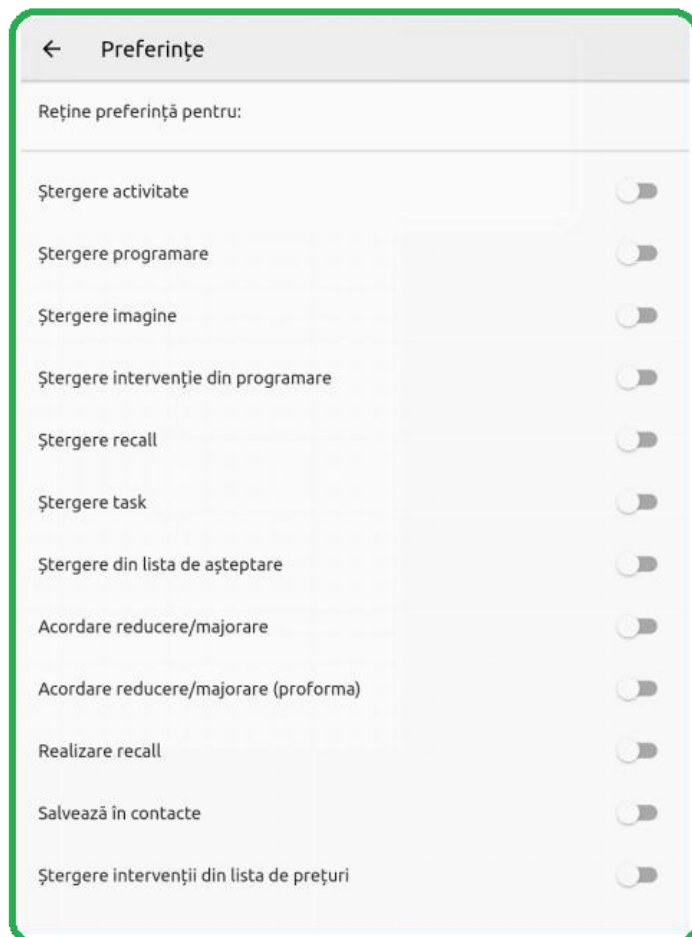 Preferințe
Reține preferință pentru:
Ștergere activitate
Ștergere programare
Ștergere imagine
Ștergere intervenție din programare
Ștergere recall
Ștergere task
Ștergere din lista de așteptare
Acordare reducere/majorare
Acordare reducere/majorare (proforma)
Realizare recall
Salvează în contacte
Ștergere intervenții din lista de prețuri